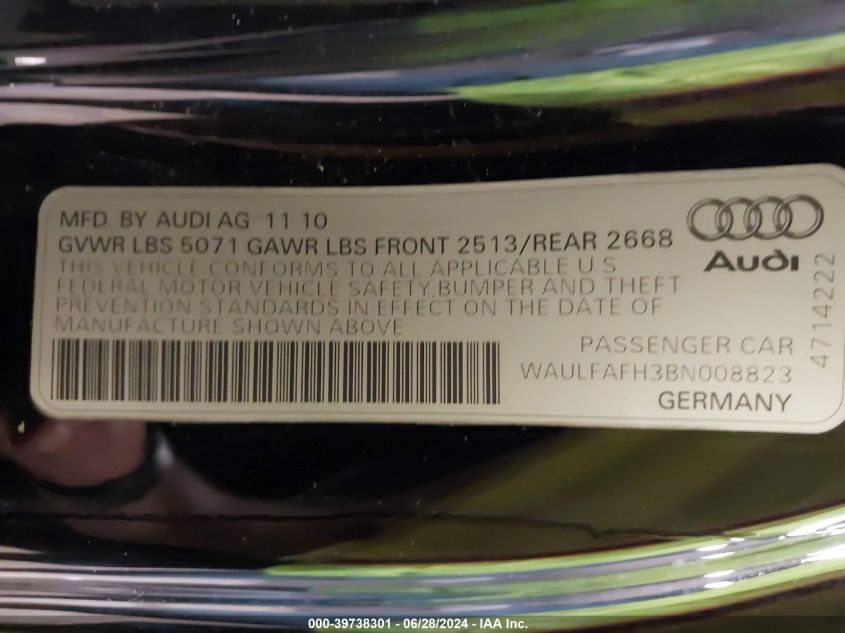 MFD. BY AUDI AG 11 10
GVWR LBS 5071 GAWR LBS FRONT 2513/REAR 2668
THIS VEHICLE CONFORMS TO ALL APPLICABLE U S
FEDERAL MOTOR VEHICLE SAFETY, BUMPER AND THEFT
PREVENTION STANDARDS IN EFFECT ON THE DATE OF
MANUFACTURE SHOWN ABOVE
Audi
4714222
PASSENGER CAR
WAULFAFH3BN008823
GERMANY
000-39738301 - 06/28/2024 - IAA Inc.